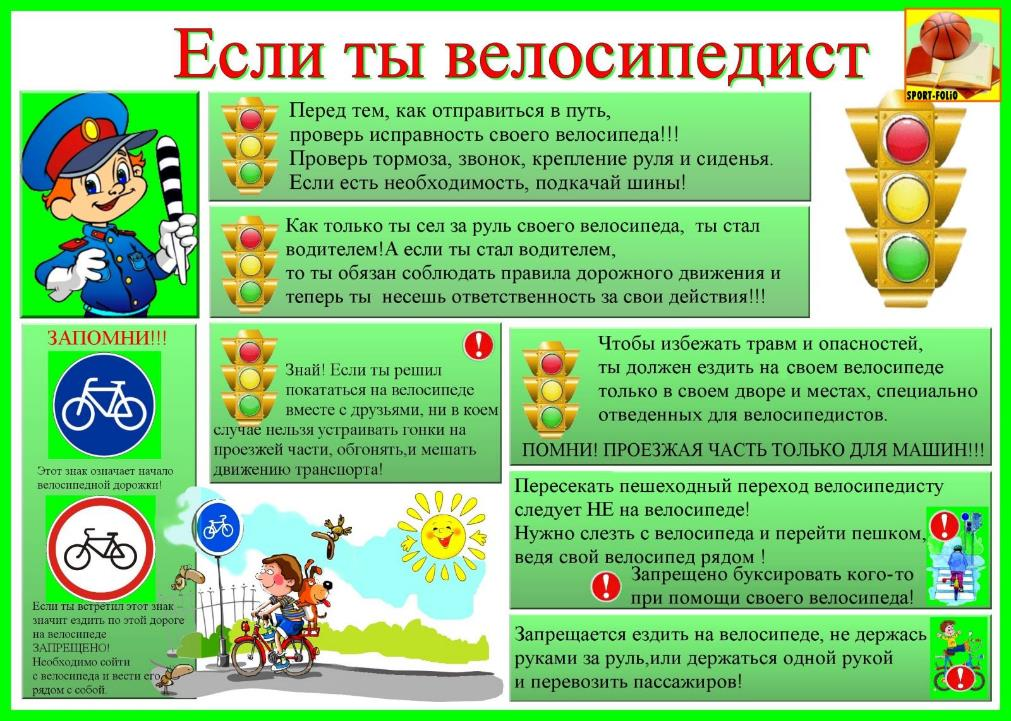 Если ты велосипедист
SPORT-FOLiO
Перед тем, как отправиться в путь,
проверь исправность своего велосипеда!!!
Проверь тормоза, звонок, крепление руля и сиденья.
Если есть необходимость, подкачай шины!
Как только ты сел за руль своего велосипеда, ты стал
водителем!А если ты стал водителем,
то ты обязан соблюдать правила дорожного движения и
теперь ты несешь ответственность за свои действия!!!
ЗАПОМНИ!!!
Этот знак означает начало
велосипедной дорожки!
Если ты встретил этот знак –
значит ездить по этой дороге
на велосипеде
ЗАПРЕЩЕНО!
Необходимо сойти
с велосипеда и вести его
рядом с собой.
Знай! Если ты решил
покататься на велосипеде
вместе с друзьями, ни в коем
случае нельзя устраивать гонки на
проезжей части, обгонять,и мешать
движению транспорта!
Чтобы избежать травм и опасностей,
ты должен ездить на своем велосипеде
только в своем дворе и местах, специально
отведенных для велосипедистов.
ПОМНИ! ПРОЕЗЖАЯ ЧАСТЬ ТОЛЬКО ДЛЯ МАШИН!!!
Пересекать пешеходный переход велосипедисту
следует НЕ на велосипеде!
Нужно слезть с велосипеда и перейти пешком,
ведя свой велосипед рядом !
Запрещено буксировать кого-то
при помощи своего велосипеда!
Запрещается ездить на велосипеде, не держась
руками за руль,или держаться одной рукой
и перевозить пассажиров!